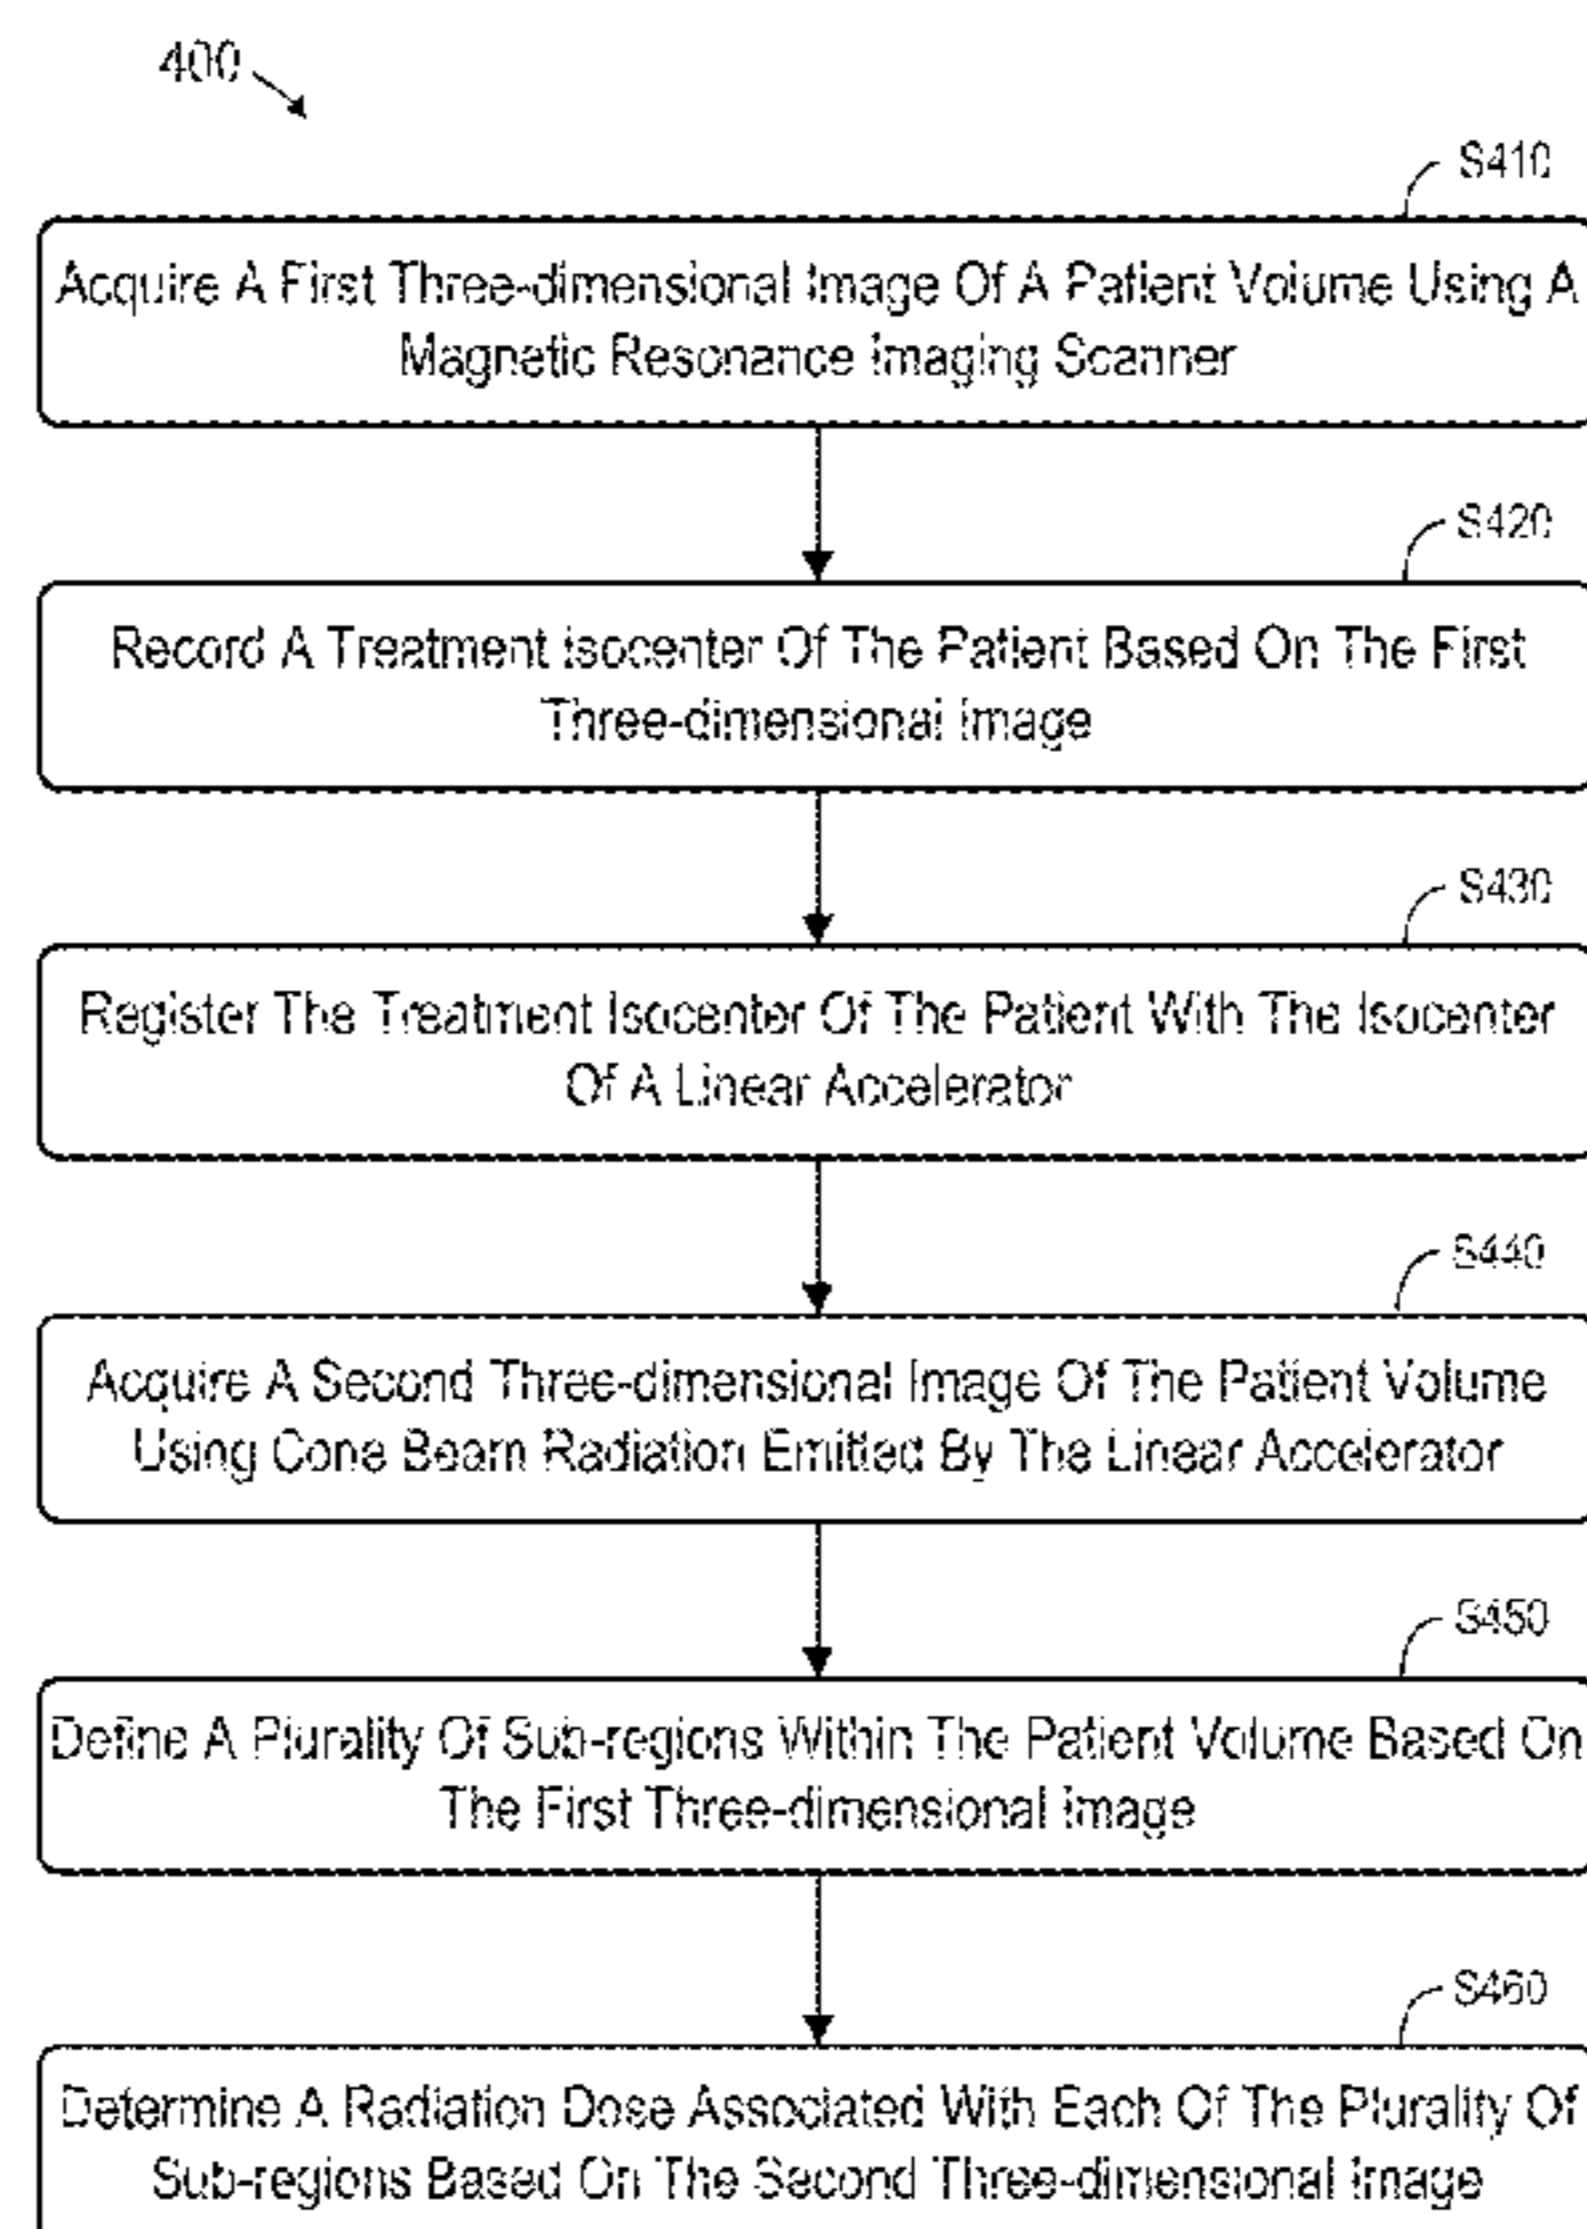 400
S410
Acquire A First Three-dimensional Image Of A Patient Volume Using A
Magnetic Resonance Imaging Scanner
S420
Record A Treatment Isocenter Of The Patient Based On The First
Three-dimensional Image
S430
Register The Treatment Isocenter Of The Patient With The Isocenter
Of A Linear Accelerator
S440
Acquire A Second Three-dimensional Image Of The Patient Volume
Using Cone Beam Radiation Emitted By The Linear Accelerator
S450
Define A Plurality Of Sub-regions Within The Patient Volume Based On
The First Three-dimensional Image
S460
Determine A Radiation Dose Associated With Each Of The Plurality Of
Sub-regions Based On The Second Three-dimensional Image